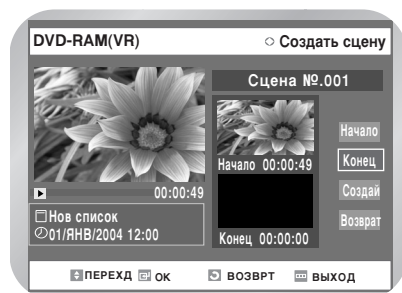 DVD-RAM(VR)
Создать сцену
Сцена №.001
Начало 00:00:49
Конец 00:00:00
Начало
Конец
Создай
Возврат
00:00:49
Нов список
01/ЯНВ/2004 12:00
ПЕРЕХД OK ВОЗВРТ ВЫХОД